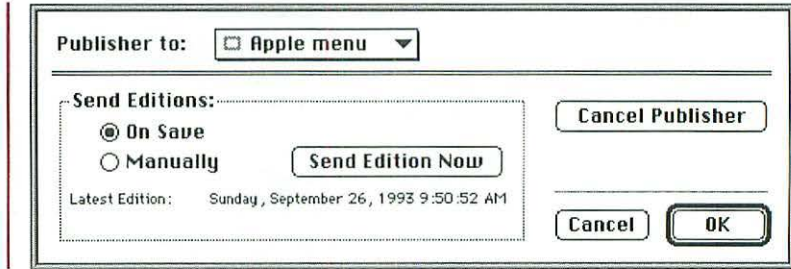 Publisher to: Apple menu
Send Editions:
On Save
Manually
Send Edition Now
Latest Edition: Sunday, September 26, 1993 9:50:52 AM
Cancel Publisher
Cancel
OK